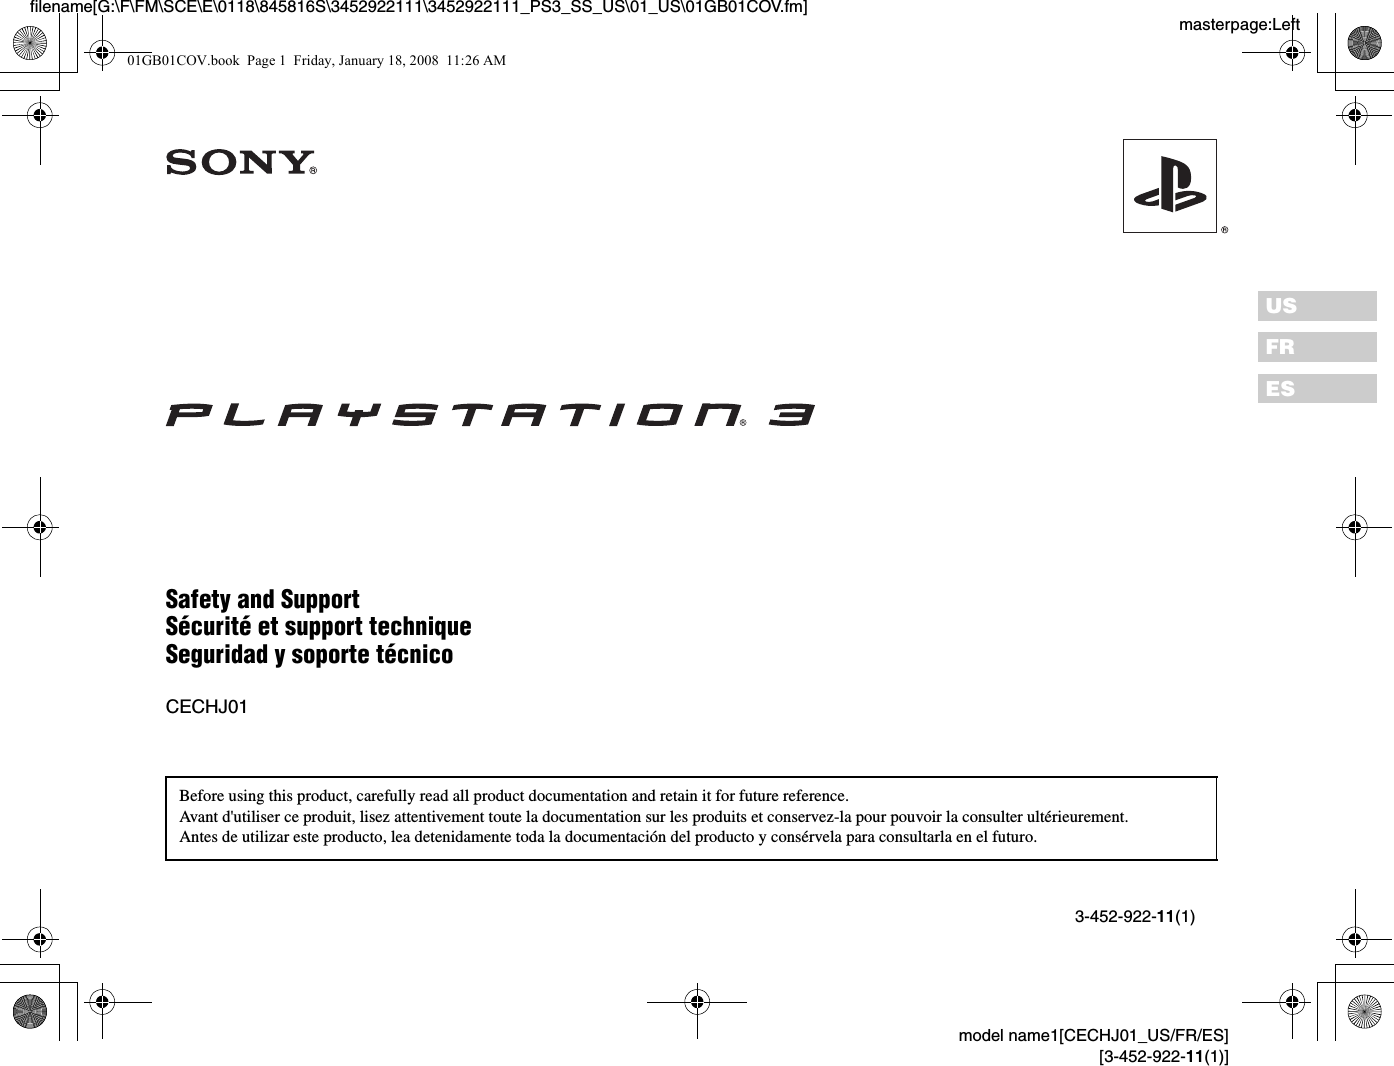 filename[G:\F\FM\SCE\E\0118\845816S\3452922111\3452922111_PS3_SS_US\01_US\01GB01COV.fm]
masterpage:Left
01GB01COV.book  Page 1  Friday, January 18, 2008  11:26 AM
SONY®
®
US
FR
ES
PLAYSTATION® 3
Safety and Support
Sécurité et support technique
Seguridad y soporte técnico
CECHJ01
Before using this product, carefully read all product documentation and retain it for future reference.
Avant d'utiliser ce produit, lisez attentivement toute la documentation sur les produits et conservez-la pour pouvoir la consulter ultérieurement.
Antes de utilizar este producto, lea detenidamente toda la documentación del producto y consérvela para consultarla en el futuro.
3-452-922-11(1)
model name1[CECHJ01_US/FR/ES]
[3-452-922-11(1)]